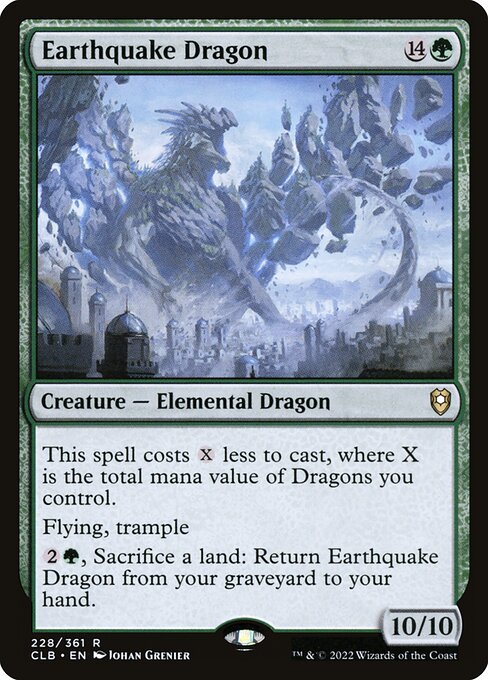 Earthquake Dragon 14
Creature — Elemental Dragon
This spell costs X less to cast, where X
is the total mana value of Dragons you
control.
Flying, trample
2, Sacrifice a land: Return Earthquake
Dragon from your graveyard to your
hand.
10/10
228/361 R
CLB • EN Johan Grenier
™ & © 2022 Wizards of the Coast